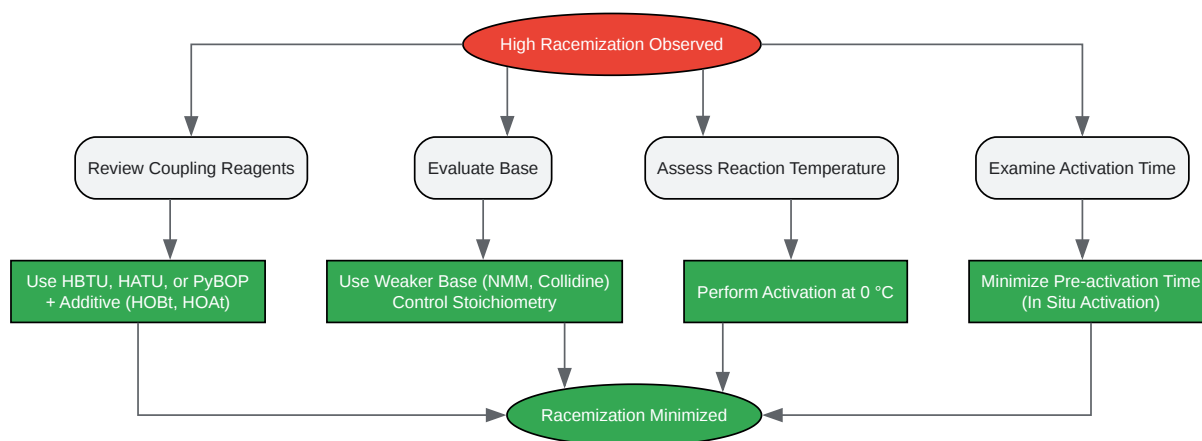 High Racemization Observed
Review Coupling Reagents
Evaluate Base
Assess Reaction Temperature
Examine Activation Time
Use HBTU, HATU, or PyBOP
+ Additive (HOBt, HOAt)
Use Weaker Base (NMM, Collidine)
Control Stoichiometry
Perform Activation at 0 °C
Minimize Pre-activation Time
(In Situ Activation)
Racemization Minimized